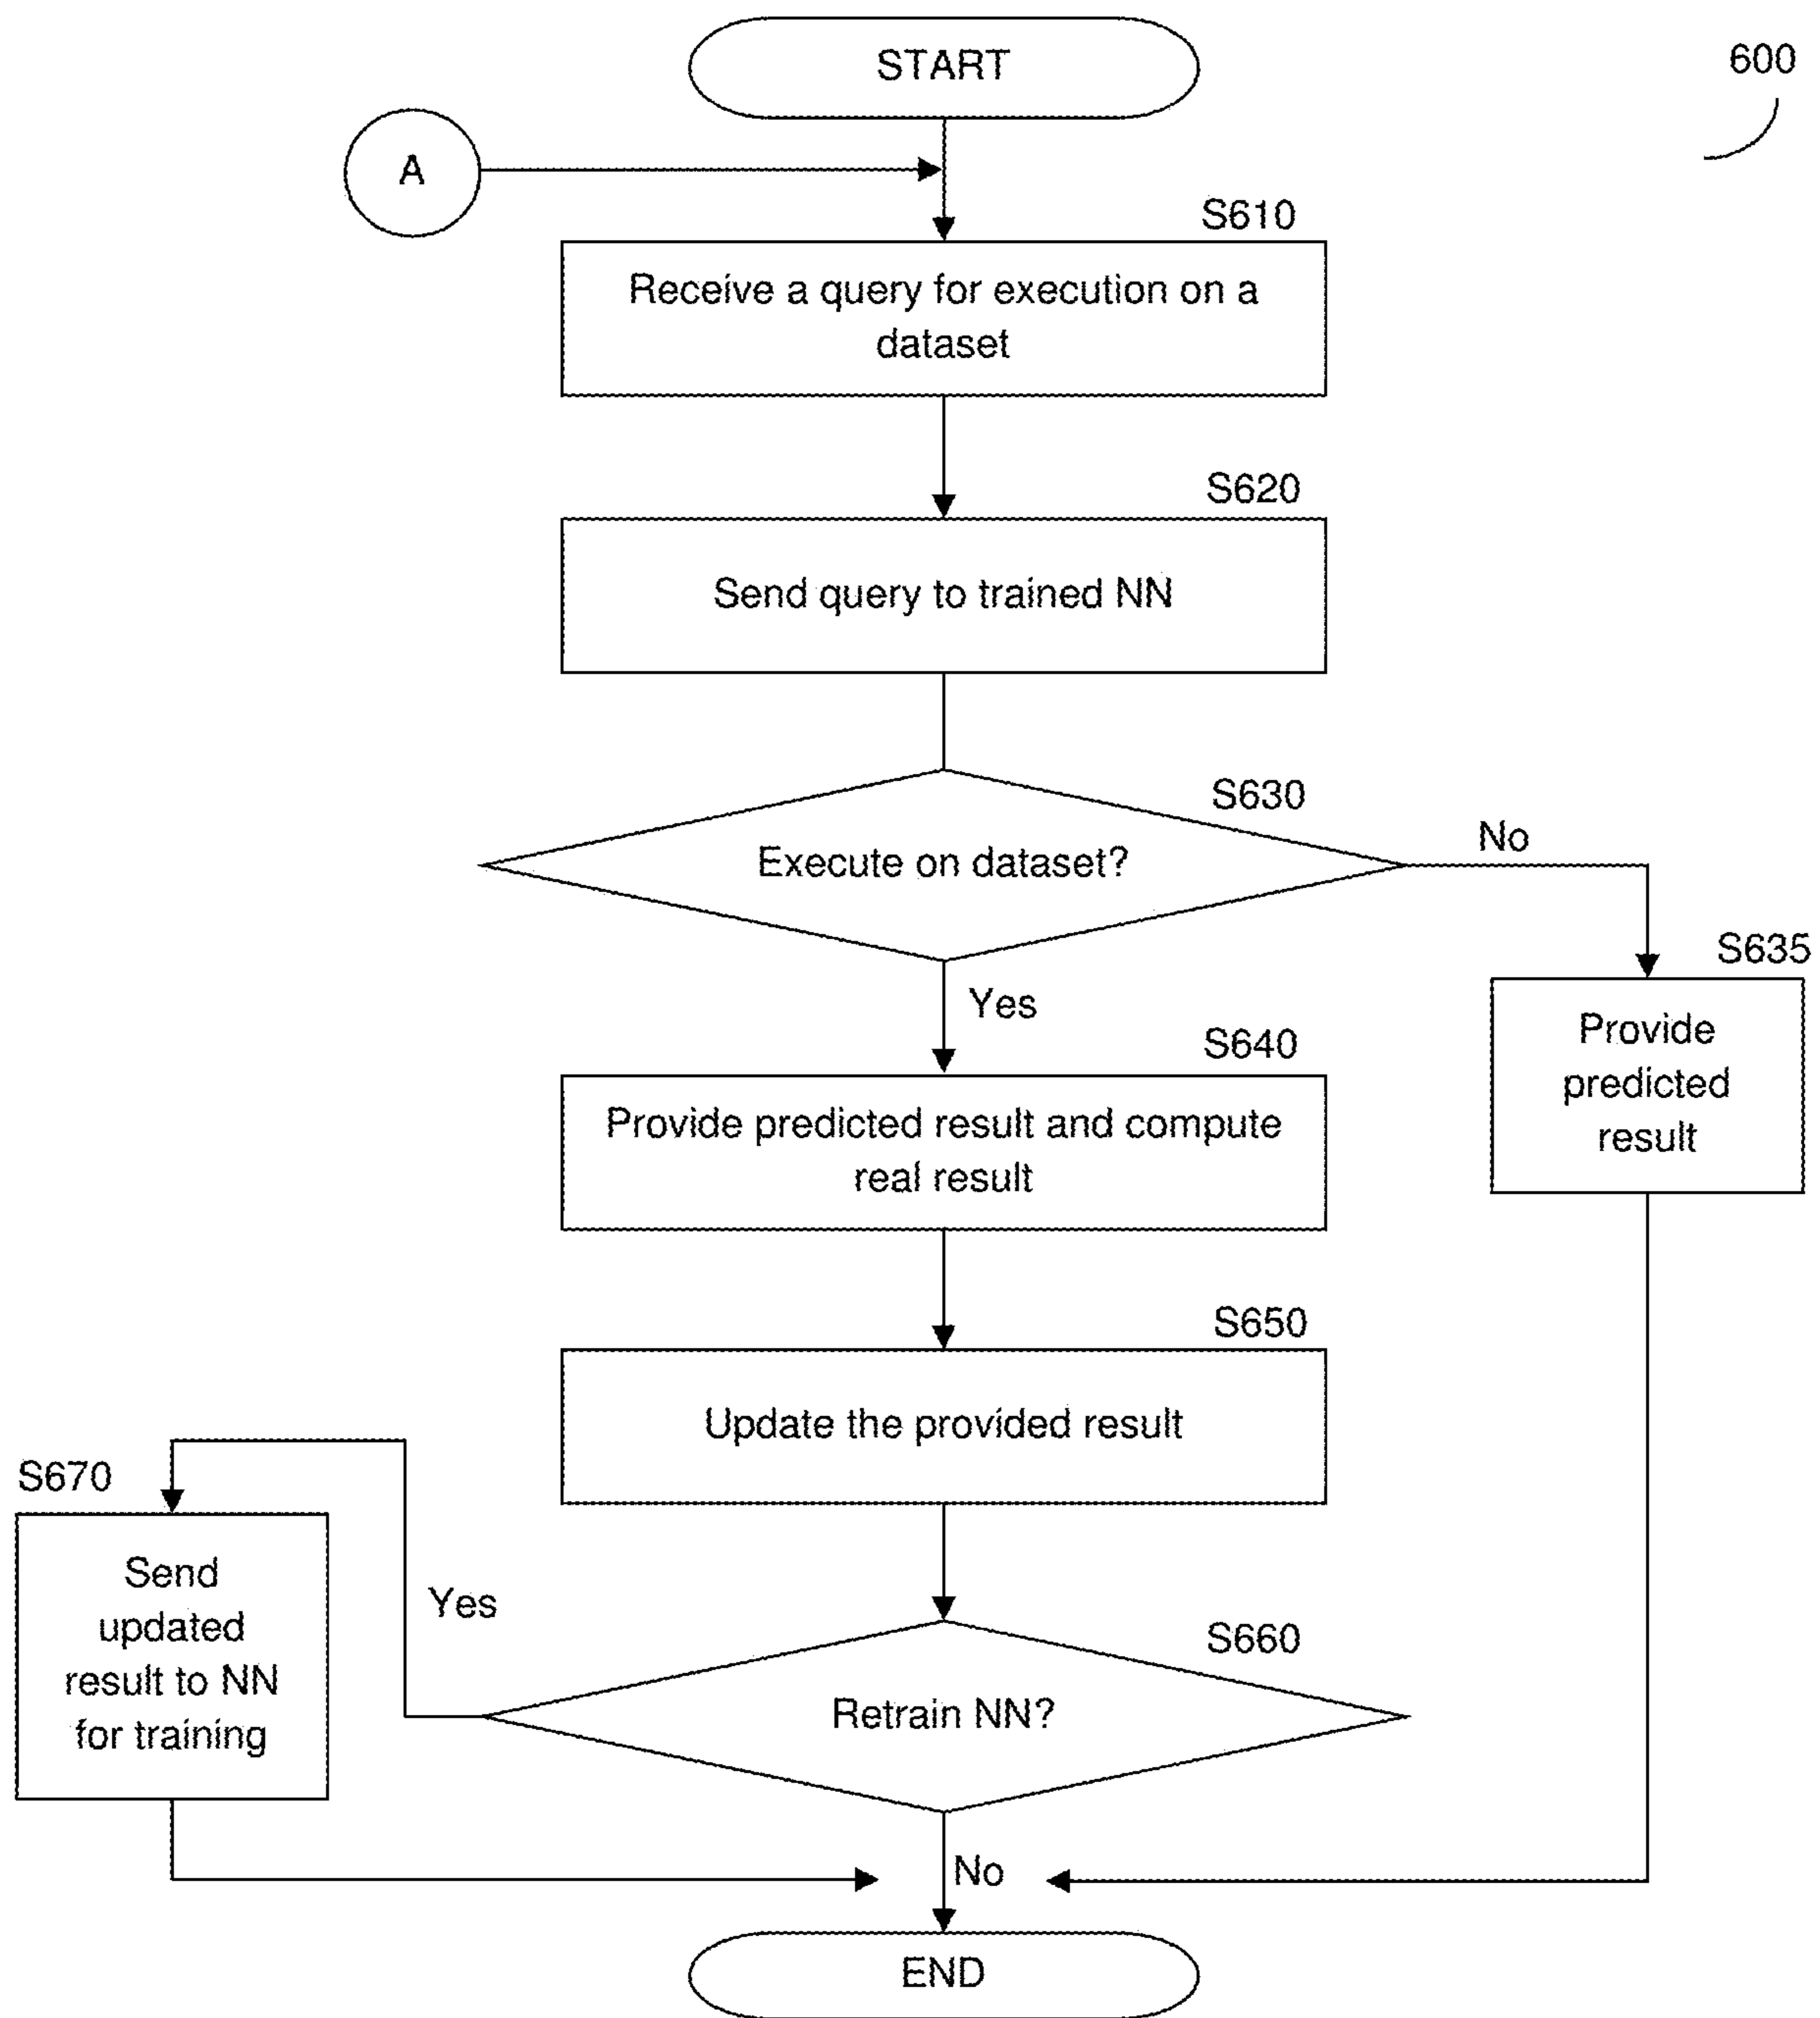 START
600
A
S610
Receive a query for execution on a
dataset
S620
Send query to trained NN
S630
Execute on dataset?
No
S635
Provide
predicted
result
Yes
S640
Provide predicted result and compute
real result
S650
Update the provided result
S670
Send
updated
result to NN
for training
Yes
S660
Retrain NN?
No
END